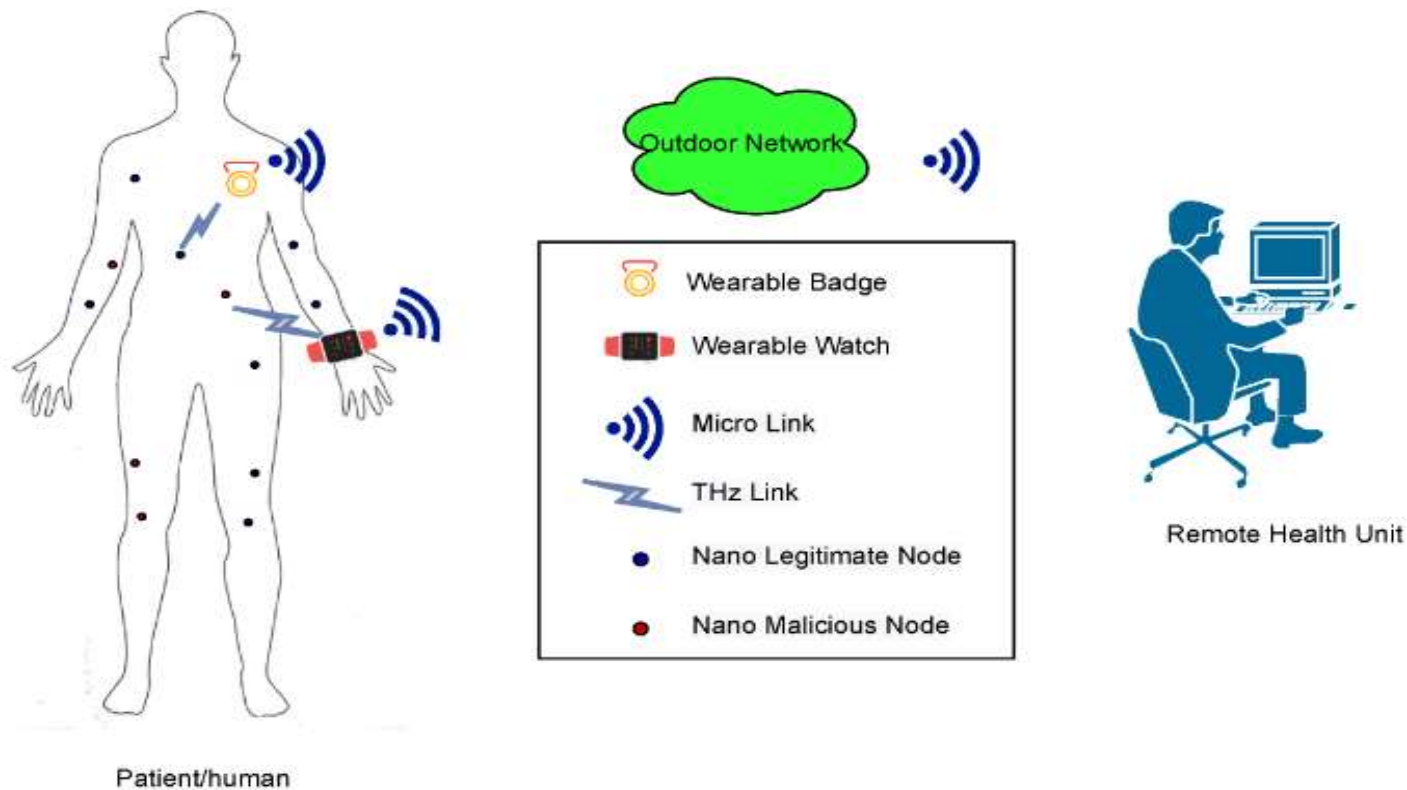 Outdoor Network
Wearable Badge
Wearable Watch
Micro Link
THz Link
Nano Legitimate Node
Nano Malicious Node
Remote Health Unit
Patient/human